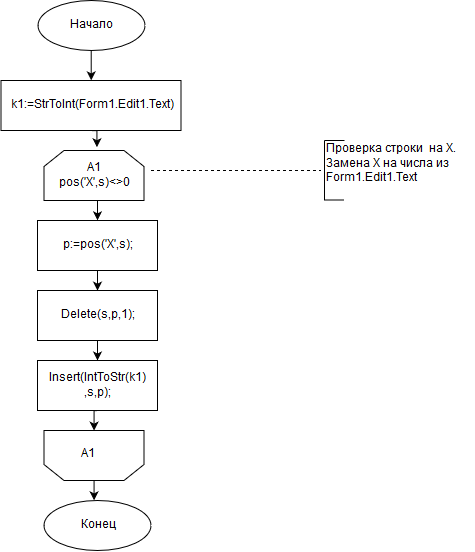 Начало
k1:=StrToInt(Form1.Edit1.Text)
A1
pos('X',s)<>0
Проверка строки на X.
Замена X на числа из
Form1.Edit1.Text
p:=pos('X',s);
Delete(s,p,1);
Insert(IntToStr(k1)
,s,p);
A1
Конец